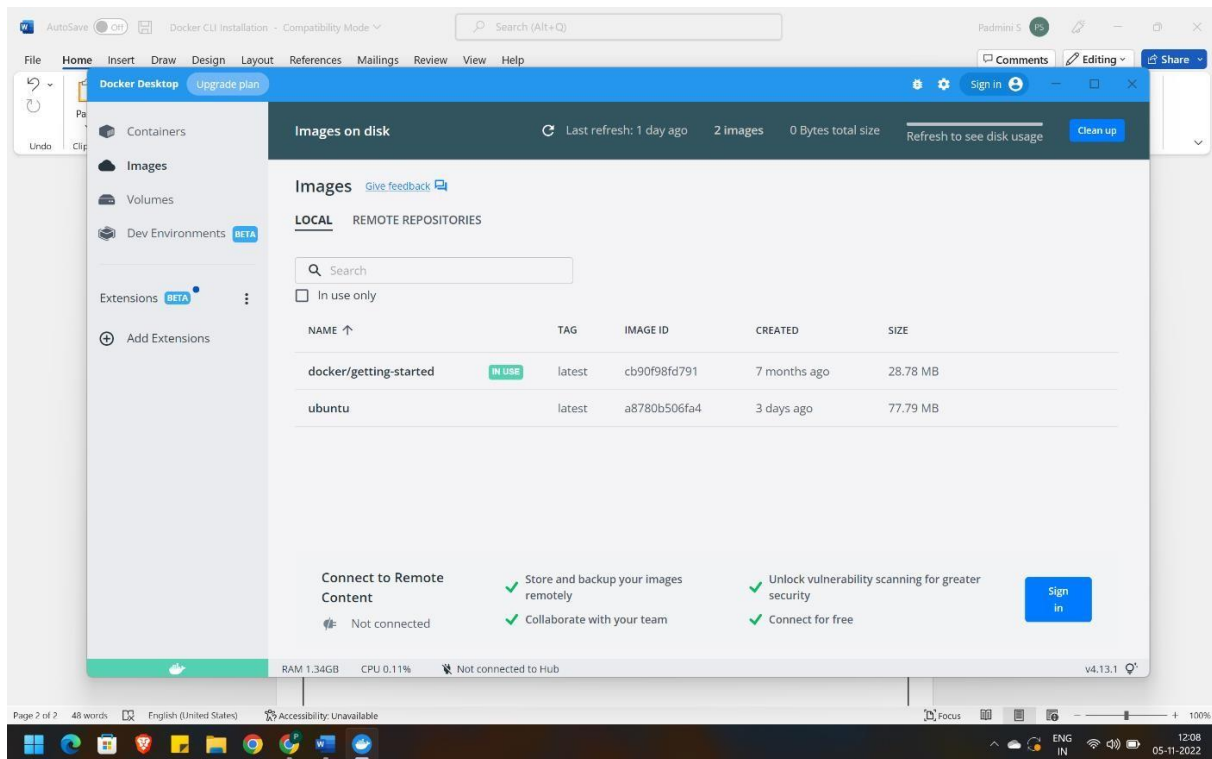 AutoSave Off Docker CLI Installation - Compatibility Mode Search (Alt+Q) Padmini S PS
File Home Insert Draw Design Layout References Mailings Review View Help Comments Editing Share
Docker Desktop Upgrade plan Sign in
Pa
Undo Clip
Containers
Images
Volumes
Dev Environments BETA
Extensions BETA
Add Extensions
Images on disk Last refresh: 1 day ago 2 images 0 Bytes total size Refresh to see disk usage Clean up
Images Give feedback
LOCAL REMOTE REPOSITORIES
Search
In use only
NAME TAG IMAGE ID CREATED SIZE
docker/getting-started IN USE latest cb90f98fd791 7 months ago 28.78 MB
ubuntu latest a8780b506fa4 3 days ago 77.79 MB
Connect to Remote
Content
Not connected
Store and backup your images
remotely
Collaborate with your team
Unlock vulnerability scanning for greater
security
Connect for free
Sign
in
RAM 1.34GB CPU 0.11% Not connected to Hub v4.13.1
Page 2 of 2 48 words English (United States) Accessibility: Unavailable Focus 100%
ENG
IN
12:08
05-11-2022